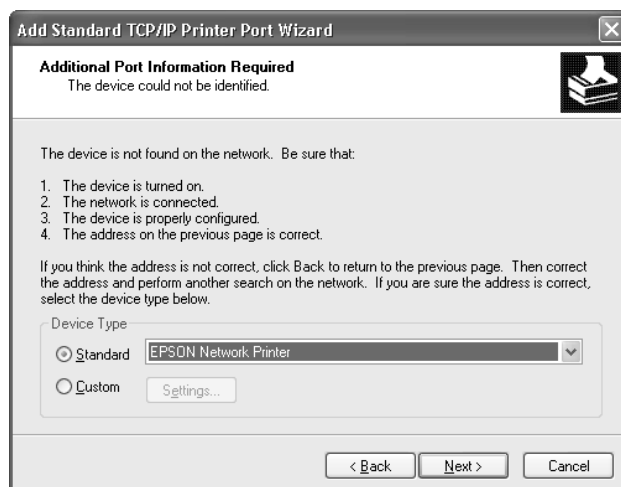 Add Standard TCP/IP Printer Port Wizard
Additional Port Information Required
The device could not be identified.
The device is not found on the network. Be sure that:
1. The device is turned on.
2. The network is connected.
3. The device is properly configured.
4. The address on the previous page is correct.
If you think the address is not correct, click Back to return to the previous page. Then correct
the address and perform another search on the network. If you are sure the address is correct,
select the device type below.
Device Type
Standard EPSON Network Printer
Custom Settings...
< Back Next > Cancel